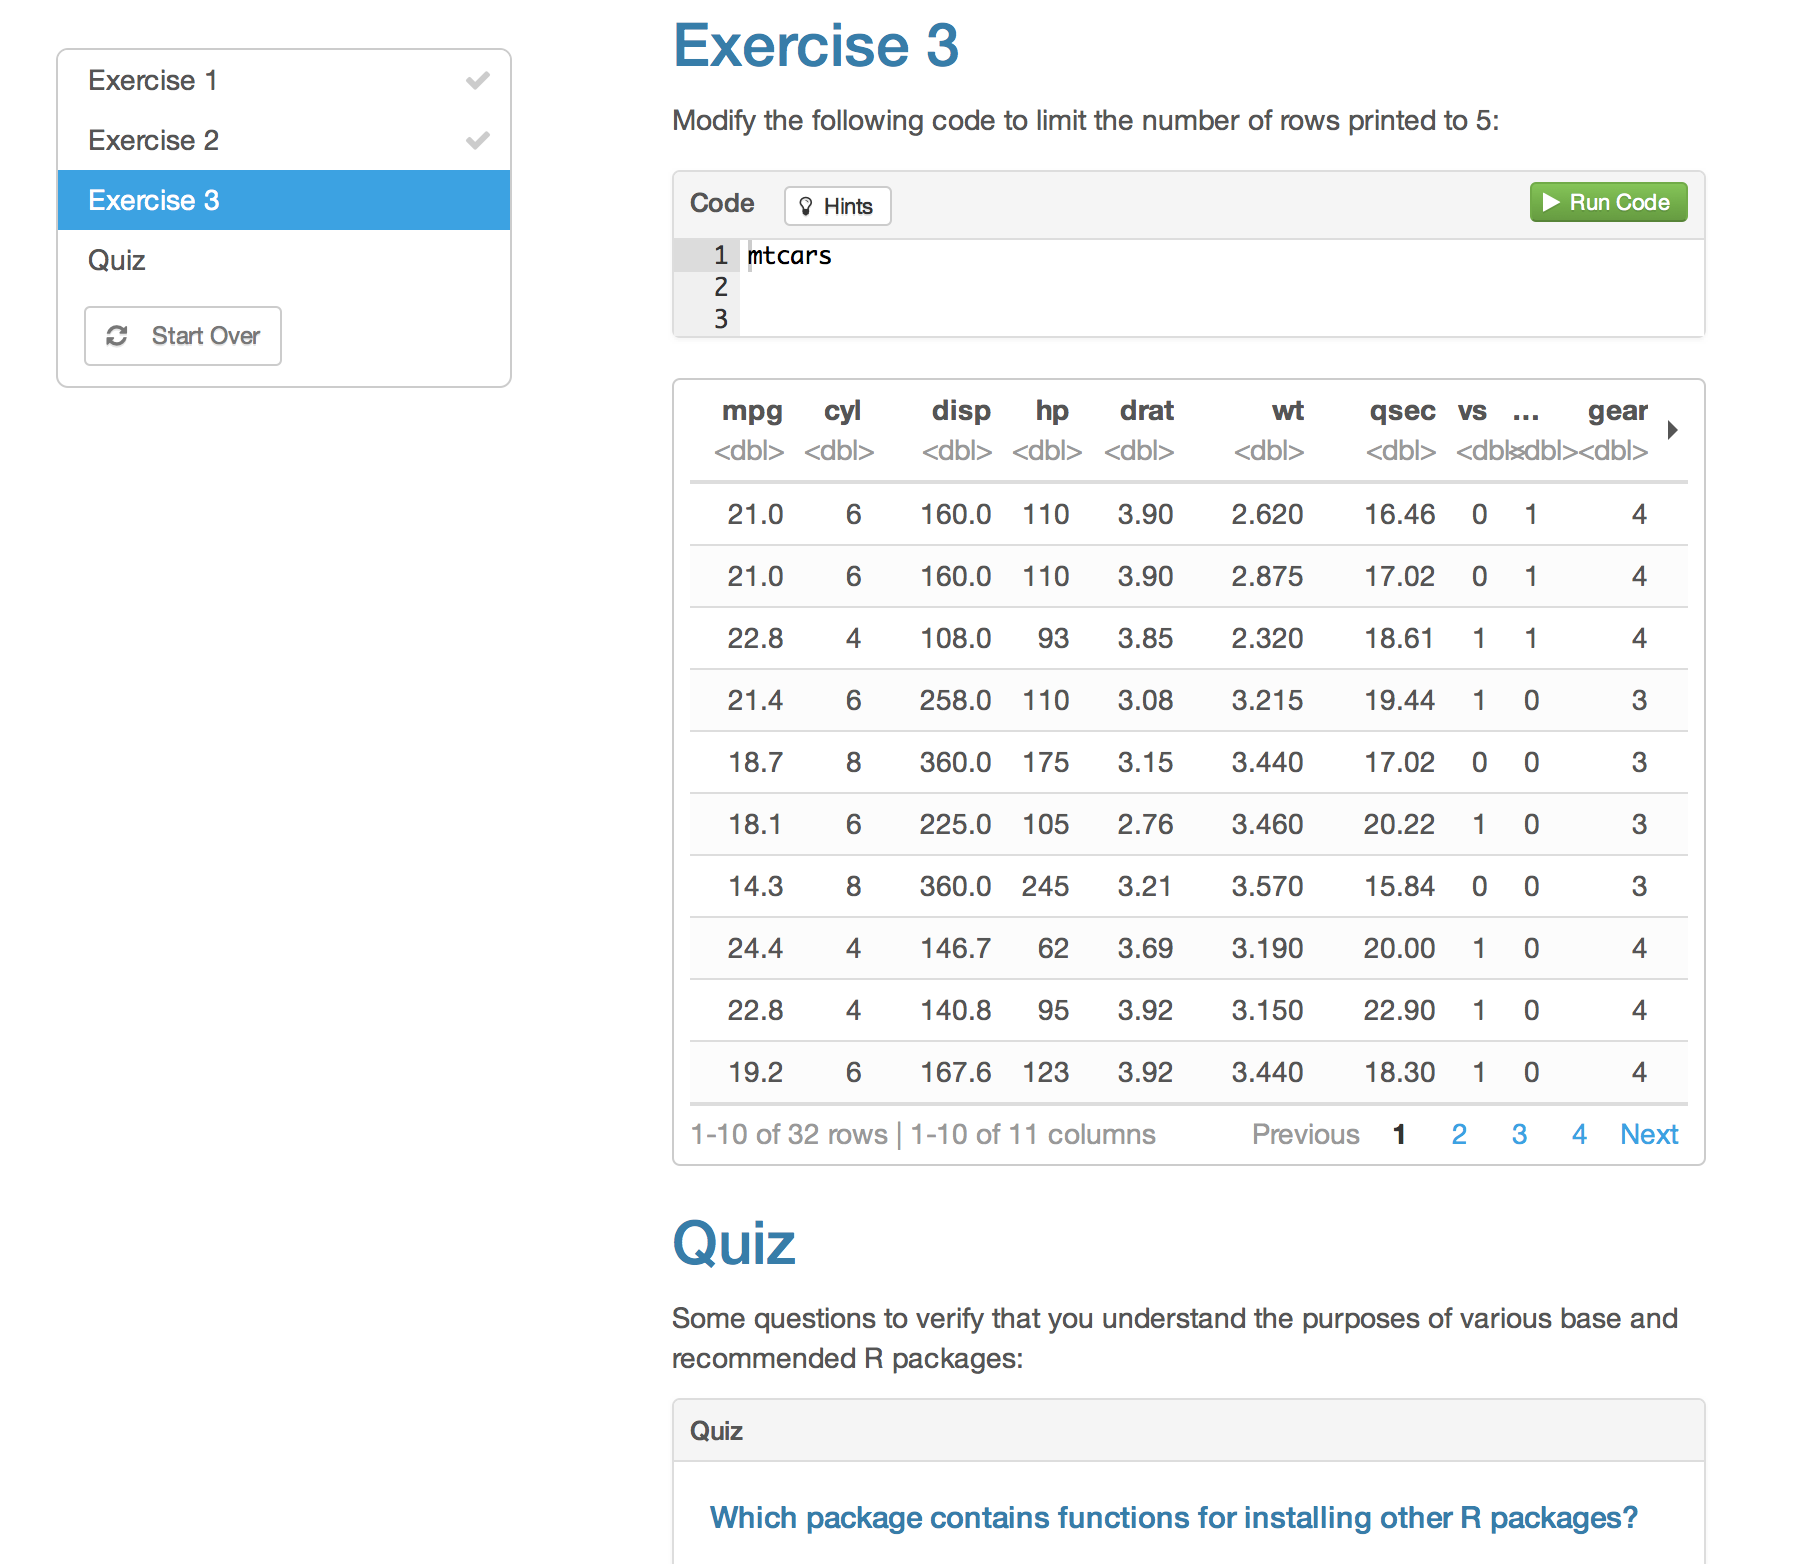 Exercise 1
Exercise 2
Exercise 3
Quiz
Start Over
Exercise 3
Modify the following code to limit the number of rows printed to 5:
Code Hints Run Code
1 mtcars
2
3
mpg cyl disp hp drat wt qsec vs ... gear
<dbl> <dbl> <dbl> <dbl> <dbl> <dbl> <dbl> <dbl> <dbl> <dbl>
21.0 6 160.0 110 3.90 2.620 16.46 0 1 4
21.0 6 160.0 110 3.90 2.875 17.02 0 1 4
22.8 4 108.0 93 3.85 2.320 18.61 1 1 4
21.4 6 258.0 110 3.08 3.215 19.44 1 0 3
18.7 8 360.0 175 3.15 3.440 17.02 0 0 3
18.1 6 225.0 105 2.76 3.460 20.22 1 0 3
14.3 8 360.0 245 3.21 3.570 15.84 0 0 3
24.4 4 146.7 62 3.69 3.190 20.00 1 0 4
22.8 4 140.8 95 3.92 3.150 22.90 1 0 4
19.2 6 167.6 123 3.92 3.440 18.30 1 0 4
1-10 of 32 rows | 1-10 of 11 columns Previous 1 2 3 4 Next
Quiz
Some questions to verify that you understand the purposes of various base and
recommended R packages:
Quiz
Which package contains functions for installing other R packages?